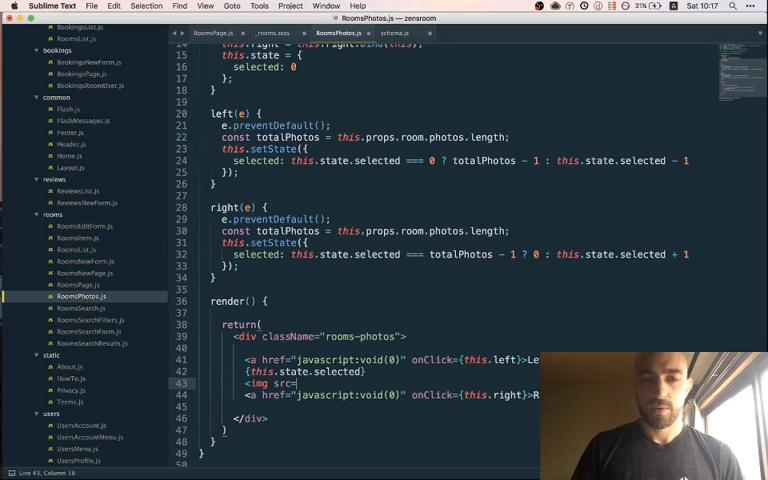 Sublime Text File Edit Selection Find View Goto Tools Project Window Help 31% A Sat 10:17
RoomsPhotos.js — zensroom
RoomsPage.js _rooms.scss RoomsPhotos.js schema.js
BookingsList.js
RoomsList.js
bookings
BookingsNewForm.js
BookingsPage.js
BookingsRoomUser.js
common
Flash.js
FlashMessages.js
Footer.js
Header.js
Home.js
Layout.js
reviews
ReviewsList.js
ReviewsNewForm.js
rooms
RoomsEditForm.js
RoomsItem.js
RoomsList.js
RoomsNewForm.js
RoomsNewPage.js
RoomsPage.js
RoomsPhotos.js
RoomsSearch.js
RoomsSearchFilters.js
RoomsSearchForm.js
RoomsSearchResults.js
static
About.js
HowTo.js
Privacy.js
Terms.js
users
UsersAccount.js
UsersAccountMenu.js
UsersMenu.js
UsersProfile.js
14 this.right = this.right.bind(this);
15 this.state = {
16 selected: 0
17 };
18 }
19
20 left(e) {
21 e.preventDefault();
22 const totalPhotos = this.props.room.photos.length;
23 this.setState({
24 selected: this.state.selected === 0 ? totalPhotos - 1 : this.state.selected - 1
25 });
26 }
27
28 right(e) {
29 e.preventDefault();
30 const totalPhotos = this.props.room.photos.length;
31 this.setState({
32 selected: this.state.selected === totalPhotos - 1 ? 0 : this.state.selected + 1
33 });
34 }
35
36 render() {
37
38 return(
39 <div className="rooms-photos">
40
41 <a href="javascript:void(0)" onClick={this.left}>Le
42 {this.state.selected}
43 <img src=
44 <a href="javascript:void(0)" onClick={this.right}>R
45
46 </div>
47 )
48 }
49 }
50
Line 43, Column 18